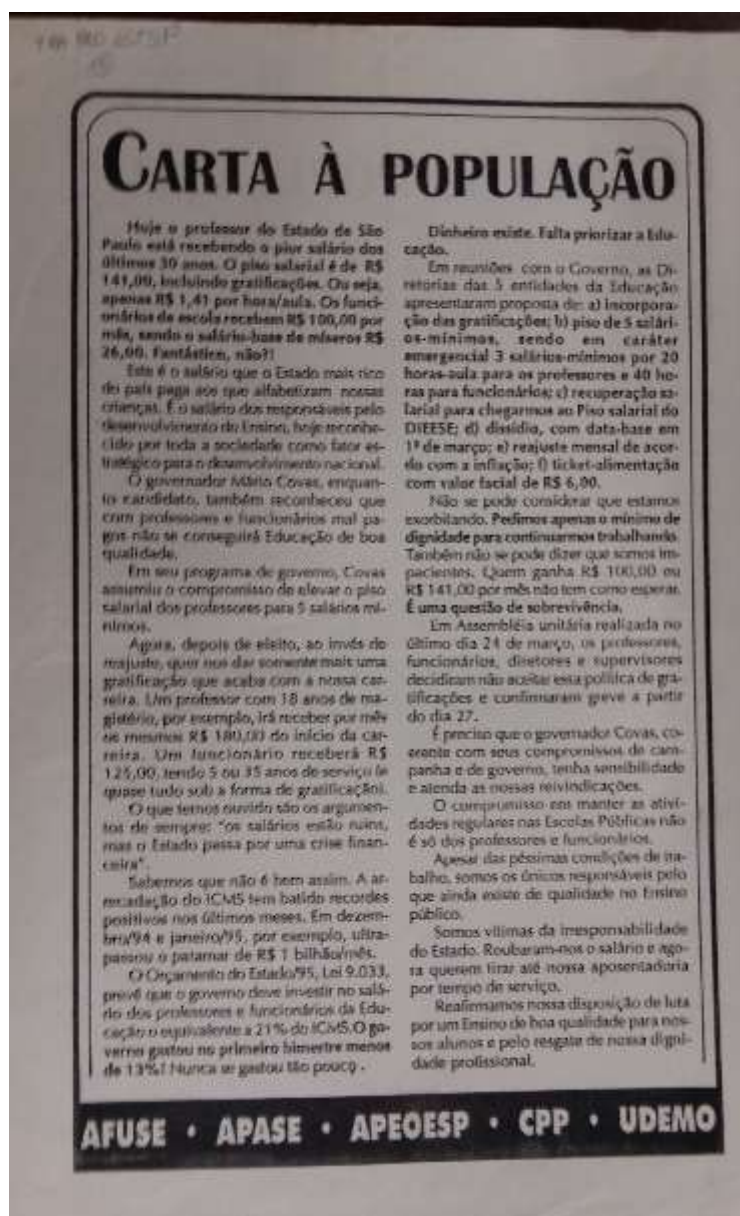 CARTA À POPULAÇÃO
Hoje o professor do Estado de São
Paulo está recebendo o pior salário dos
últimos 30 anos. O piso salarial é de R$
141,00, incluindo gratificações. Ou seja,
apenas R$ 1,41 por hora/aula. Os funci-
onários de escola recebem R$ 100,00 por
mês, sendo o salário-base de míseros R$
26,00. Fantástico, não?!
Este é o salário que o Estado mais rico
do país paga aos que alfabetizam nossas
crianças. É o salário dos responsáveis pelo
desenvolvimento do Ensino, hoje reconhe-
cido por toda a sociedade como fator es-
tratégico para o desenvolvimento nacional.
O governador Mário Covas, enquan-
to candidato, também reconheceu que
com professores e funcionários mal pa-
gos não se conseguirá Educação de boa
qualidade.
Em seu programa de governo, Covas
assumiu o compromisso de elevar o piso
salarial dos professores para 5 salários mí-
nimos.
Agora, depois de eleito, ao invés do
reajuste, quer nos dar somente mais uma
gratificação que acaba com a nossa car-
reira. Um professor com 18 anos de ma-
gistério, por exemplo, irá receber por mês
os mesmos R$ 180,00 do início da car-
reira. Um funcionário receberá R$
125,00, tendo 5 ou 35 anos de serviço (e
quase tudo sob a forma de gratificação).
O que temos ouvido são os argumen-
tos de sempre: "os salários estão ruins,
mas o Estado passa por uma crise finan-
ceira".
Sabemos que não é bem assim. A ar-
recadação do ICMS tem batido recordes
positivos nos últimos meses. Em dezem-
bro/94 e janeiro/95, por exemplo, ultra-
passou o patamar de R$ 1 bilhão/mês.
O Orçamento do Estado/95, Lei 9.033,
prevê que o governo deve investir no salá-
rio dos professores e funcionários da Edu-
cação o equivalente a 21% do ICMS. O go-
verno gastou no primeiro bimestre menos
de 13%! Nunca se gastou tão pouco .
Dinheiro existe. Falta priorizar a Edu-
cação.
Em reuniões com o Governo, as Di-
retorias das 5 entidades da Educação
apresentaram proposta de: a) incorpora-
ção das gratificações; b) piso de 5 salári-
os-mínimos, sendo em caráter
emergencial 3 salários-mínimos por 20
horas-aula para os professores e 40 ho-
ras para funcionários; c) recuperação sa-
larial para chegarmos ao Piso salarial do
DIEESE; d) dissídio, com data-base em
1º de março; e) reajuste mensal de acor-
do com a inflação; f) ticket-alimentação
com valor facial de R$ 6,00.
Não se pode considerar que estamos
exorbitando. Pedimos apenas o mínimo de
dignidade para continuarmos trabalhando.
Também não se pode dizer que somos im-
pacientes. Quem ganha R$ 100,00 ou
R$ 141,00 por mês não tem como esperar.
É uma questão de sobrevivência.
Em Assembléia unitária realizada no
último dia 24 de março, os professores,
funcionários, diretores e supervisores
decidiram não aceitar essa política de gra-
tificações e confirmaram greve a partir
do dia 27.
É preciso que o governador Covas, co-
erente com seus compromissos de cam-
panha e de governo, tenha sensibilidade
e atenda as nossas reivindicações.
O compromisso em manter as ativi-
dades regulares nas Escolas Públicas não
é só dos professores e funcionários.
Apesar das péssimas condições de tra-
balho, somos os únicos responsáveis pelo
que ainda existe de qualidade no Ensino
público.
Somos vítimas da irresponsabilidade
do Estado. Roubaram-nos o salário e ago-
ra querem tirar até nossa aposentadoria
por tempo de serviço.
Reafirmamos nossa disposição de luta
por um Ensino de boa qualidade para nos-
sos alunos e pelo resgate de nossa digni-
dade profissional.
AFUSE • APASE • APEOESP • CPP • UDEMO